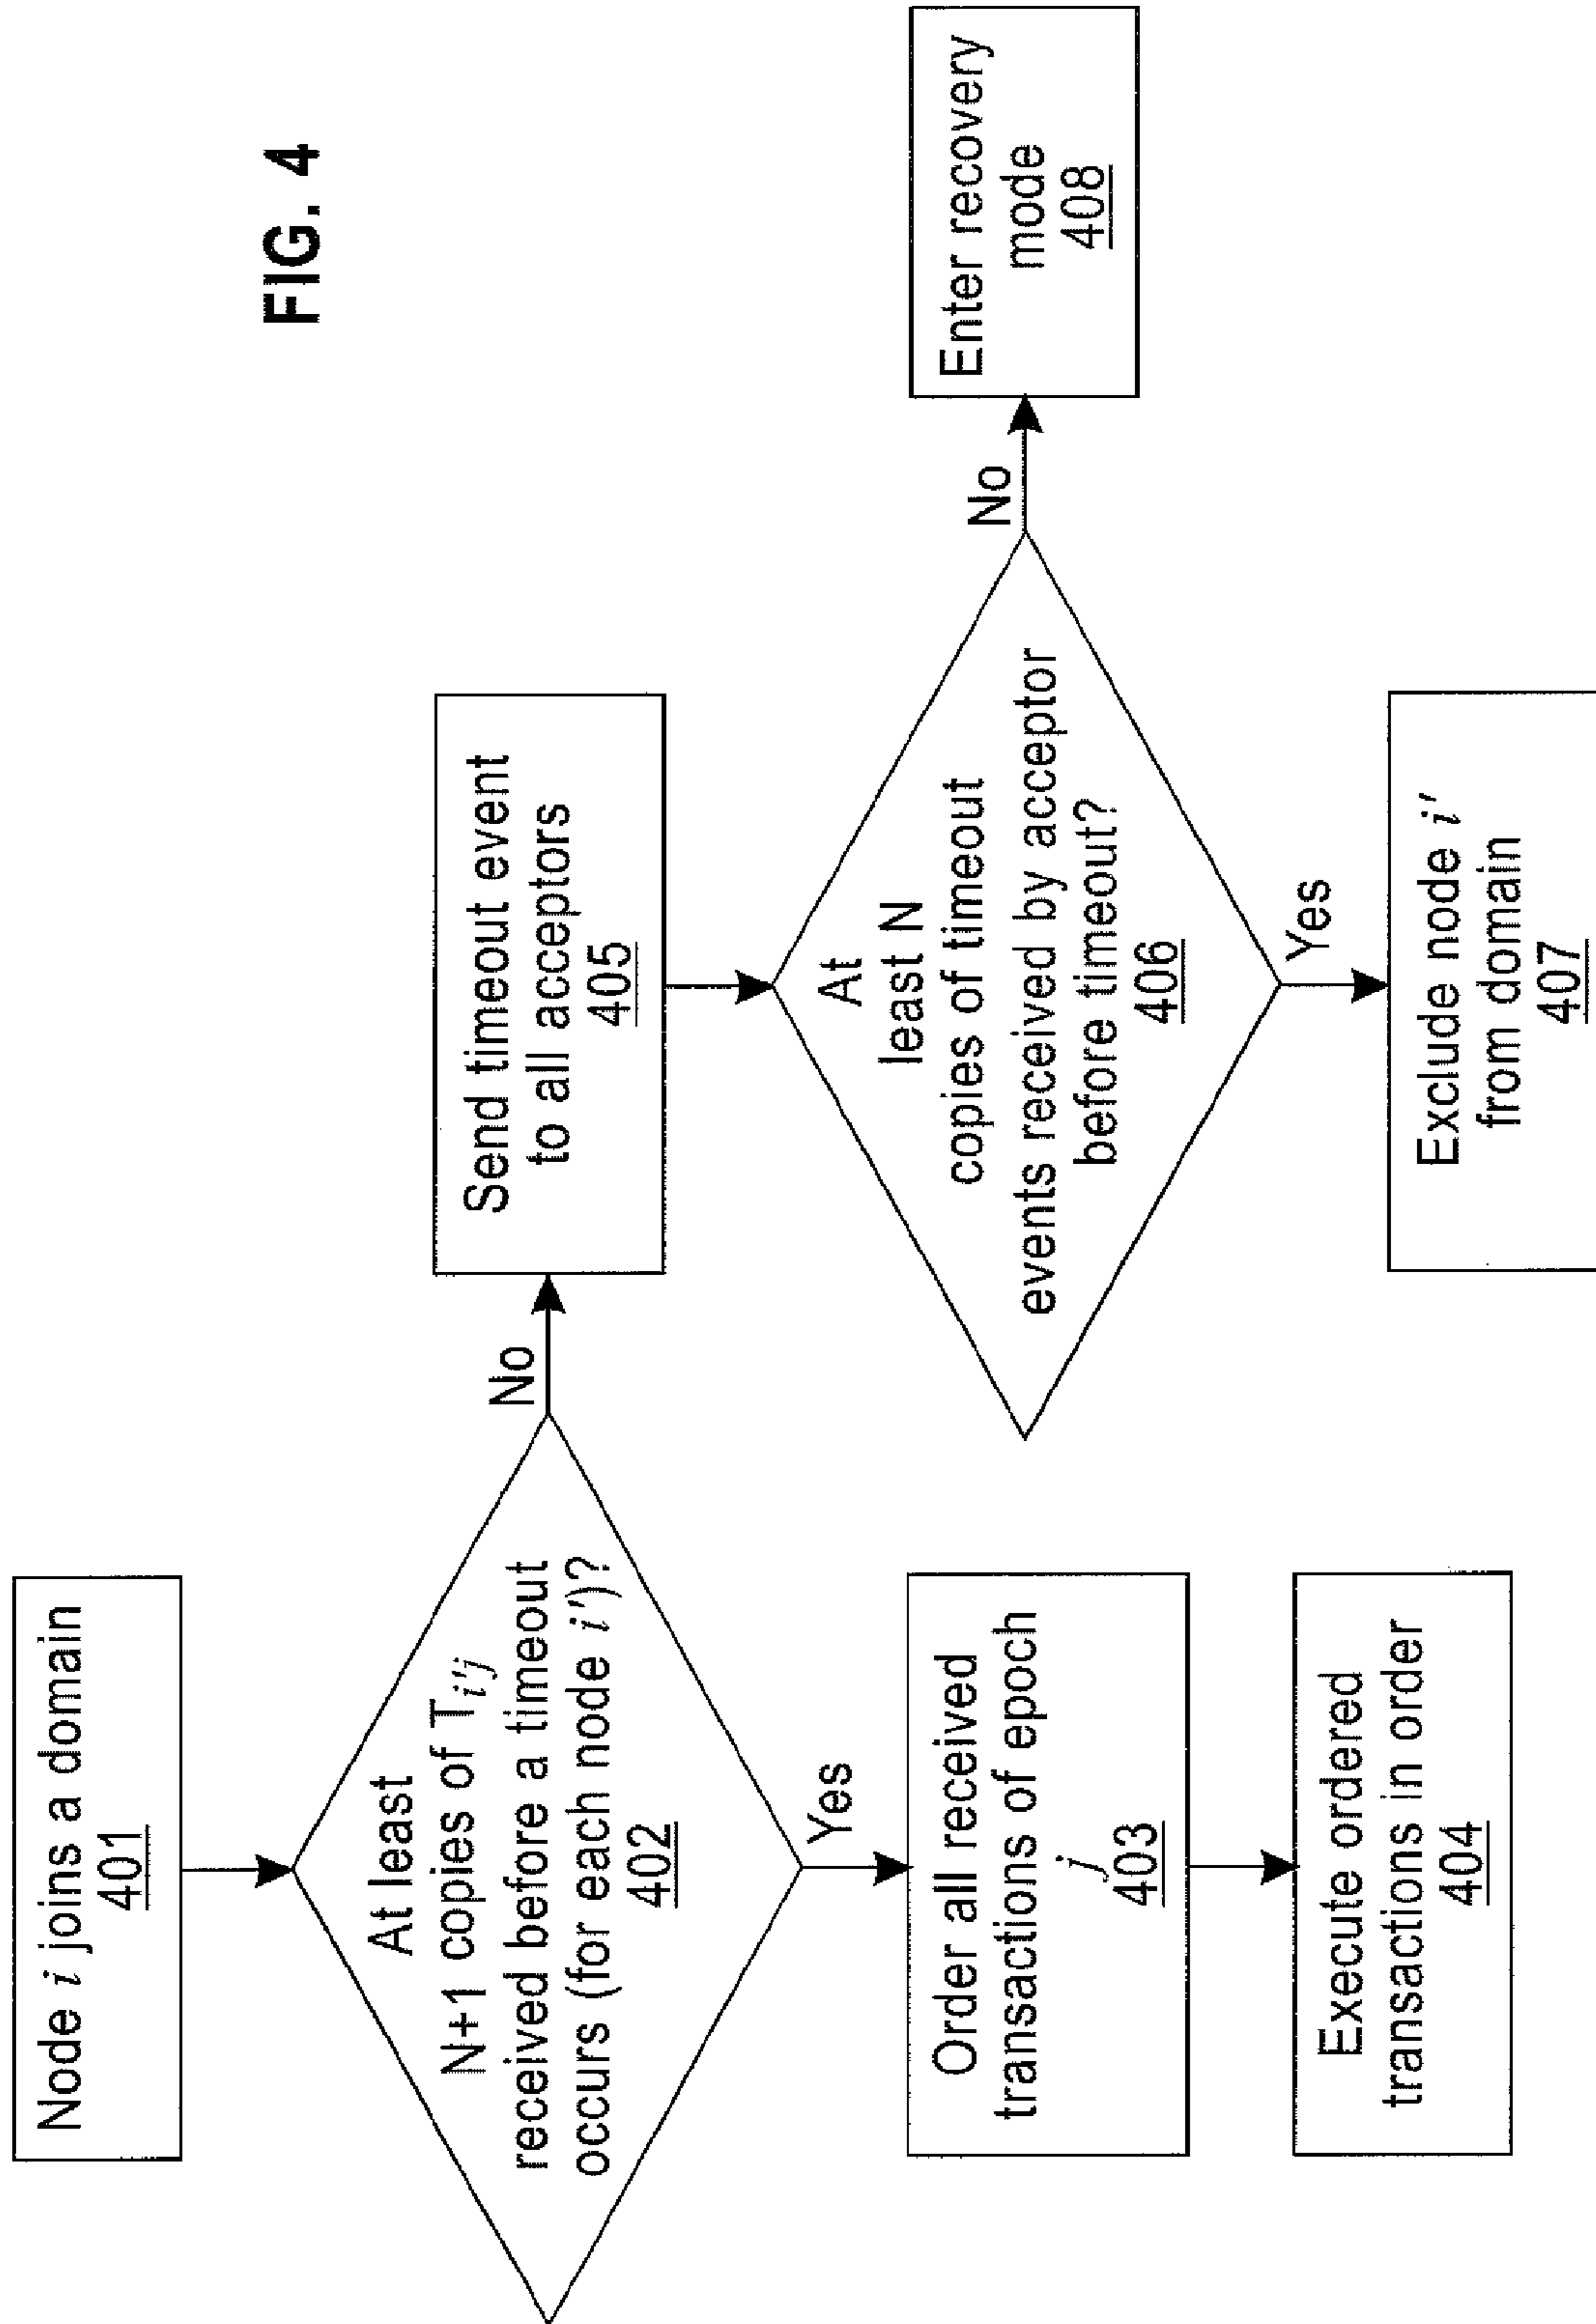 FIG. 4
Node i joins a domain
401
At least
N+1 copies of T_{i'j}
received before a timeout
occurs (for each node i')?
402
No
Yes
Order all received
transactions of epoch
j
403
Execute ordered
transactions in order
404
Send timeout event
to all acceptors
405
At
least N
copies of timeout
events received by acceptor
before timeout?
406
No
Yes
Exclude node i'
from domain
407
Enter recovery
mode
408